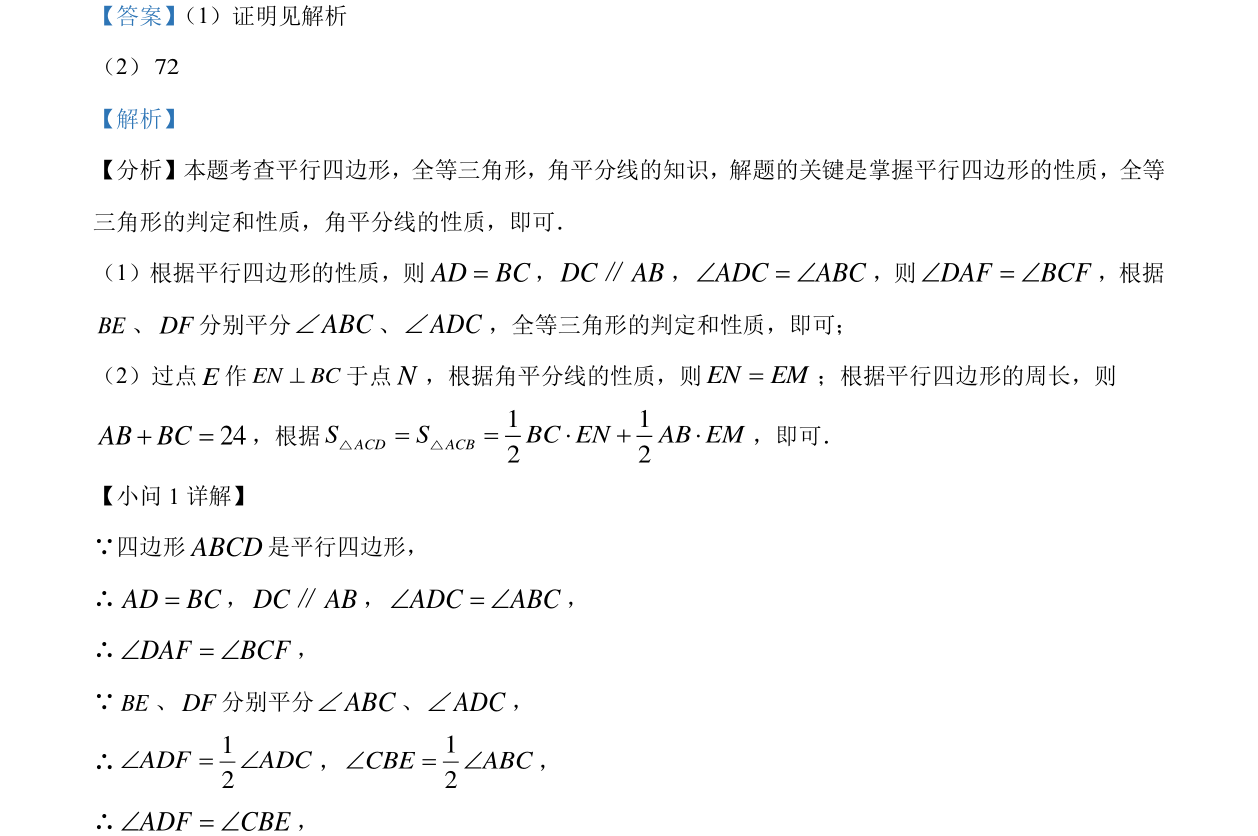 【答案】（1）证明见解析
（2）72
【解析】
【分析】本题考查平行四边形，全等三角形，角平分线的知识，解题的关键是掌握平行四边形的性质，全等
三角形的判定和性质，角平分线的性质，即可．
（1）根据平行四边形的性质，则 AD = BC，DC ∥ AB，∠ADC = ∠ABC，则 ∠DAF = ∠BCF，根据
BE、DF 分别平分∠ABC、∠ADC，全等三角形的判定和性质，即可；
（2）过点 E 作 EN ⊥ BC 于点 N，根据角平分线的性质，则 EN = EM；根据平行四边形的周长，则
AB + BC = 24，根据 S△ACD = S△ACB = 1/2 BC · EN + 1/2 AB · EM，即可．
【小问 1 详解】
∵四边形 ABCD 是平行四边形，
∴ AD = BC，DC ∥ AB，∠ADC = ∠ABC，
∴ ∠DAF = ∠BCF，
∵ BE、DF 分别平分∠ABC、∠ADC，
∴ ∠ADF = 1/2 ∠ADC，∠CBE = 1/2 ∠ABC，
∴ ∠ADF = ∠CBE，